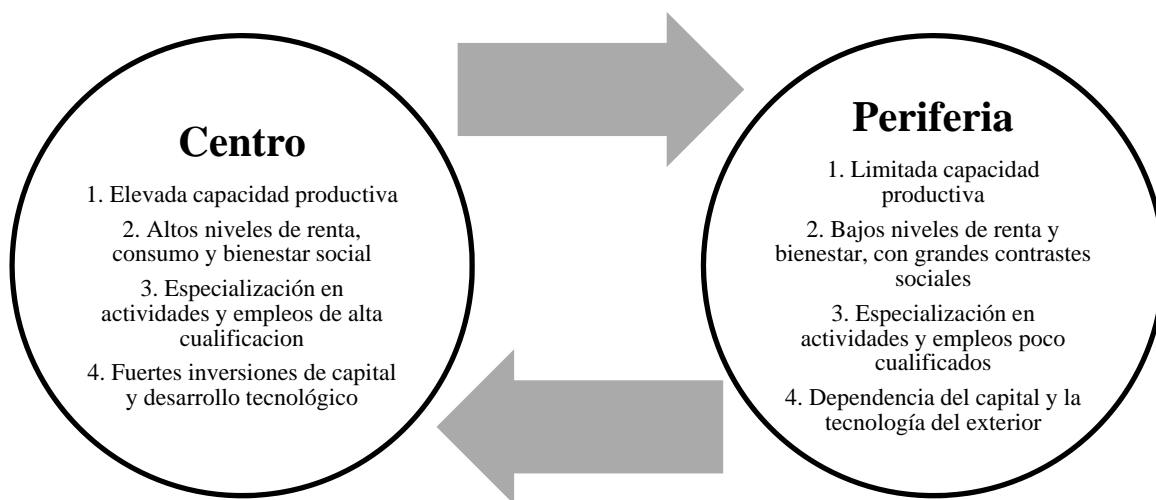 Centro
1. Elevada capacidad productiva
2. Altos niveles de renta,
consumo y bienestar social
3. Especialización en
actividades y empleos de alta
cualificacion
4. Fuertes inversiones de capital
y desarrollo tecnológico
Periferia
1. Limitada capacidad
productiva
2. Bajos niveles de renta y
bienestar, con grandes contrastes
sociales
3. Especialización en
actividades y empleos poco
cualificados
4. Dependencia del capital y la
tecnología del exterior